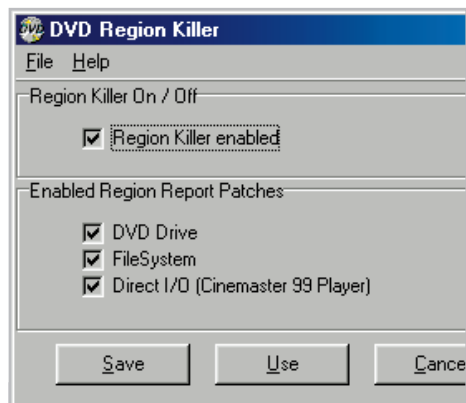 DVD DVD Region Killer
File Help
Region Killer On / Off
Region Killer enabled
Enabled Region Report Patches
DVD Drive
FileSystem
Direct I/O (Cinemaster 99 Player)
Save Use Cance